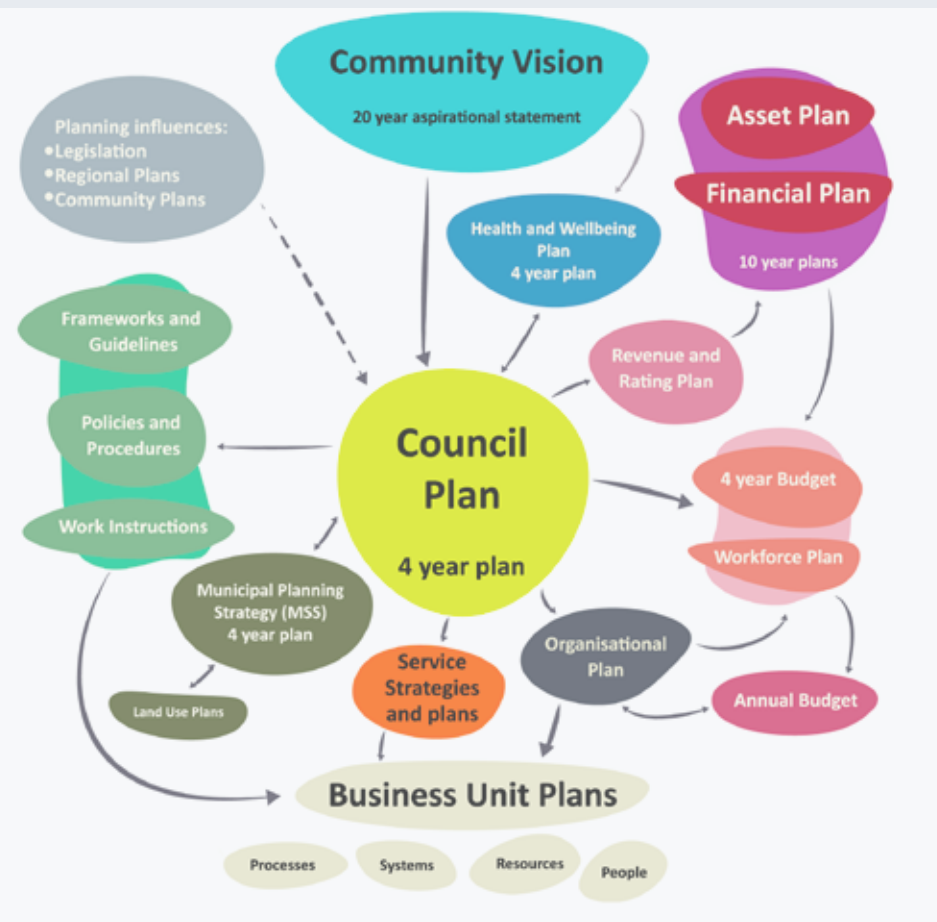 Community Vision
20 year aspirational statement
Planning influences:
•Legislation
•Regional Plans
•Community Plans
Asset Plan
Financial Plan
10 year plans
Health and Wellbeing
Plan
4 year plan
Frameworks and
Guidelines
Policies and
Procedures
Work Instructions
Revenue and
Rating Plan
Council
Plan
4 year plan
4 year Budget
Workforce Plan
Municipal Planning
Strategy (MSS)
4 year plan
Land Use Plans
Service
Strategies
and plans
Organisational
Plan
Annual Budget
Business Unit Plans
Processes
Systems
Resources
People